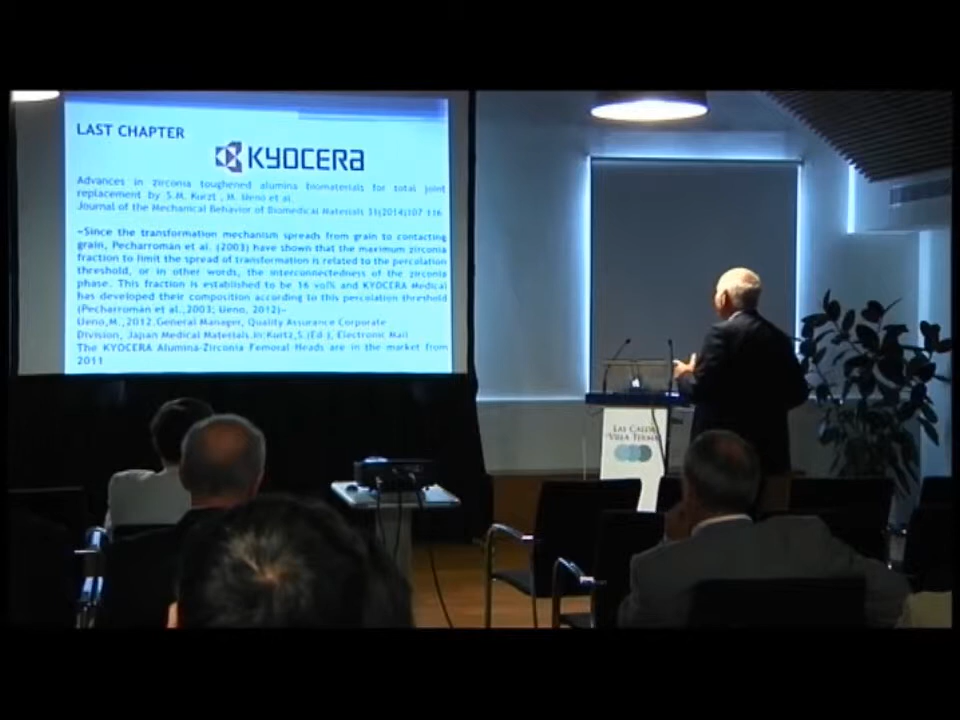 LAST CHAPTER
KYOCERA
Advances in zirconia toughened alumina biomaterials for total joint
replacement by S.M. Kurzt , M. Ueno et al
Journal of the Mechanical Behavior of Biomedical Materials 31(2014)107-116
«Since the transformation mechanism spreads from grain to contacting
grain, Pecharromán et al. (2003) have shown that the maximum zirconia
fraction to limit the spread of transformation is related to the percolation
threshold, or in other words, the interconnectedness of the zirconia
phase. This fraction is established to be 16 vol% and KYOCERA Medical
has developed their composition according to this percolation threshold
(Pecharromán et al.,2003; Ueno, 2012)»
Ueno,M.,2012.General Manager, Quality Assurance Corporate
Division, Japan Medical Materials.In:Kurtz,S.(Ed.), Electronic Mail
The KYOCERA Alumina-Zirconia Femoral Heads are in the market from
2011
LAS CALDAS
VILLA TERMAL